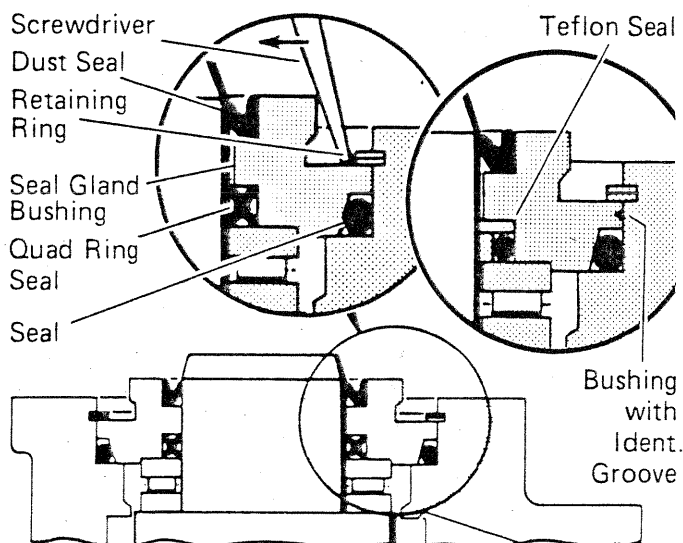 Screwdriver
Dust Seal
Retaining
Ring
Seal Gland
Bushing
Quad Ring
Seal
Seal
Teflon Seal
Bushing
with
Ident.
Groove